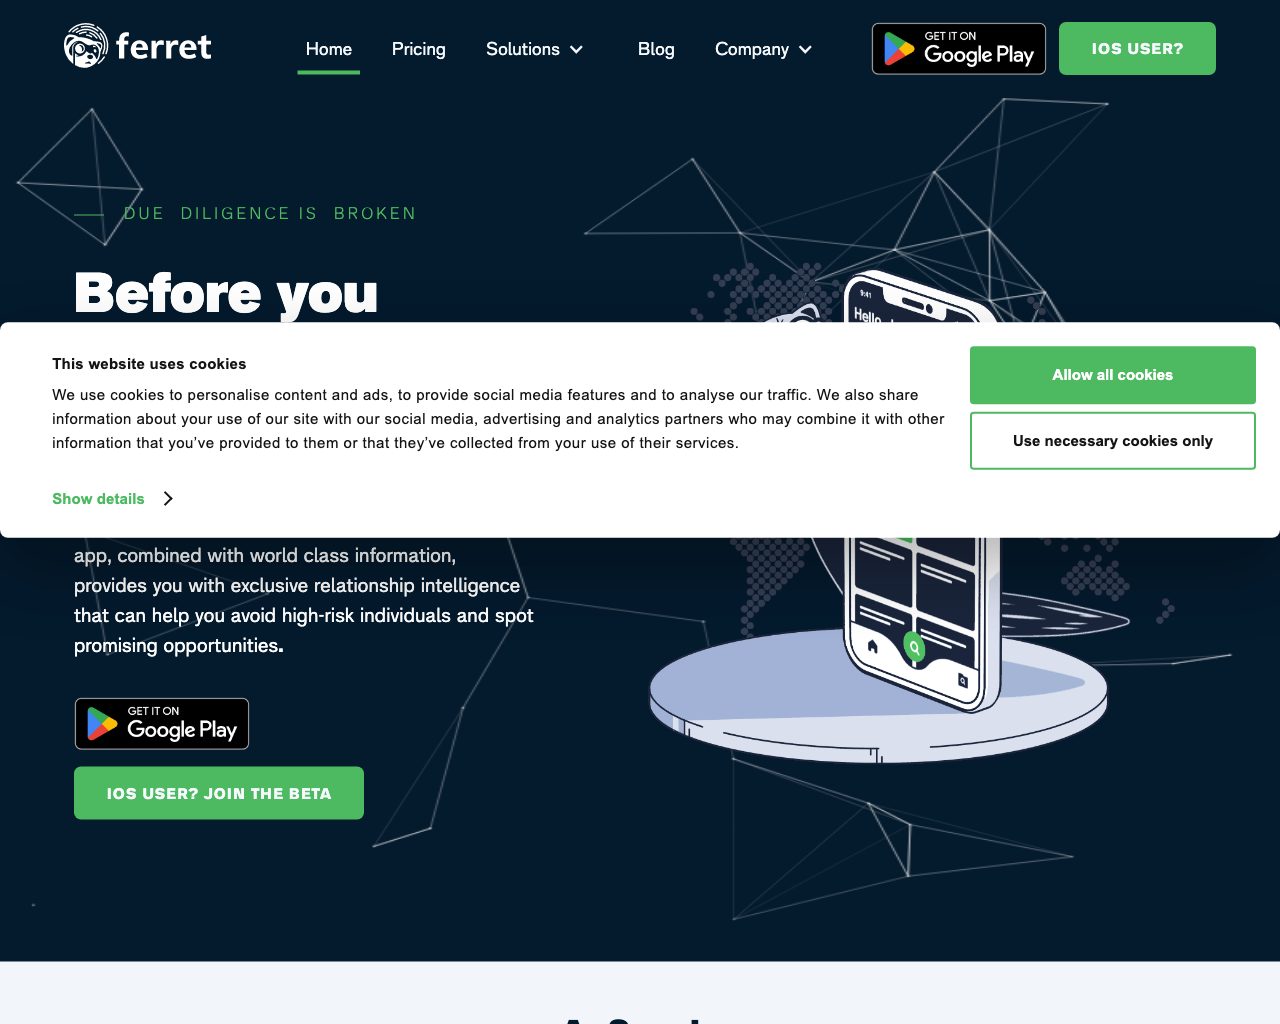 ferret
Home
Pricing
Solutions
Blog
Company
GET IT ON
Google Play
IOS USER?
DUE DILIGENCE IS BROKEN
Before you
9:41
This website uses cookies
We use cookies to personalise content and ads, to provide social media features and to analyse our traffic. We also share
information about your use of our site with our social media, advertising and analytics partners who may combine it with other
information that you’ve provided to them or that they’ve collected from your use of their services.
Show details
Allow all cookies
Use necessary cookies only
app, combined with world class information,
provides you with exclusive relationship intelligence
that can help you avoid high-risk individuals and spot
promising opportunities.
GET IT ON
Google Play
IOS USER? JOIN THE BETA